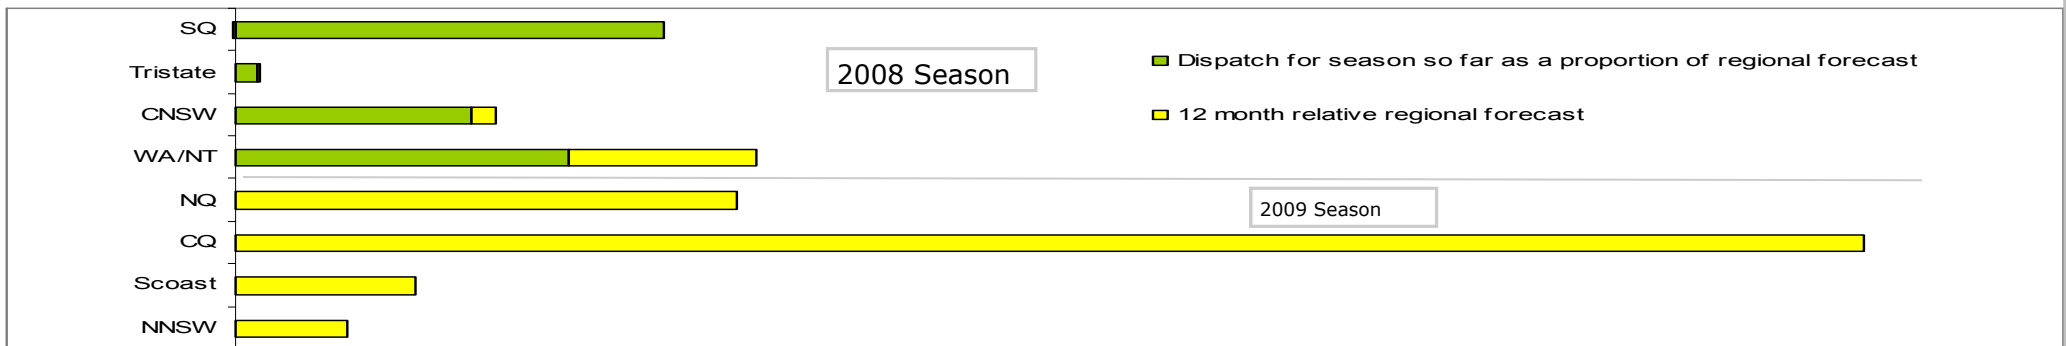 SQ
Tristate
CNSW
WA/NT
NQ
CQ
Scoast
NNSW
2008 Season
Dispatch for season so far as a proportion of regional forecast
12 month relative regional forecast
2009 Season